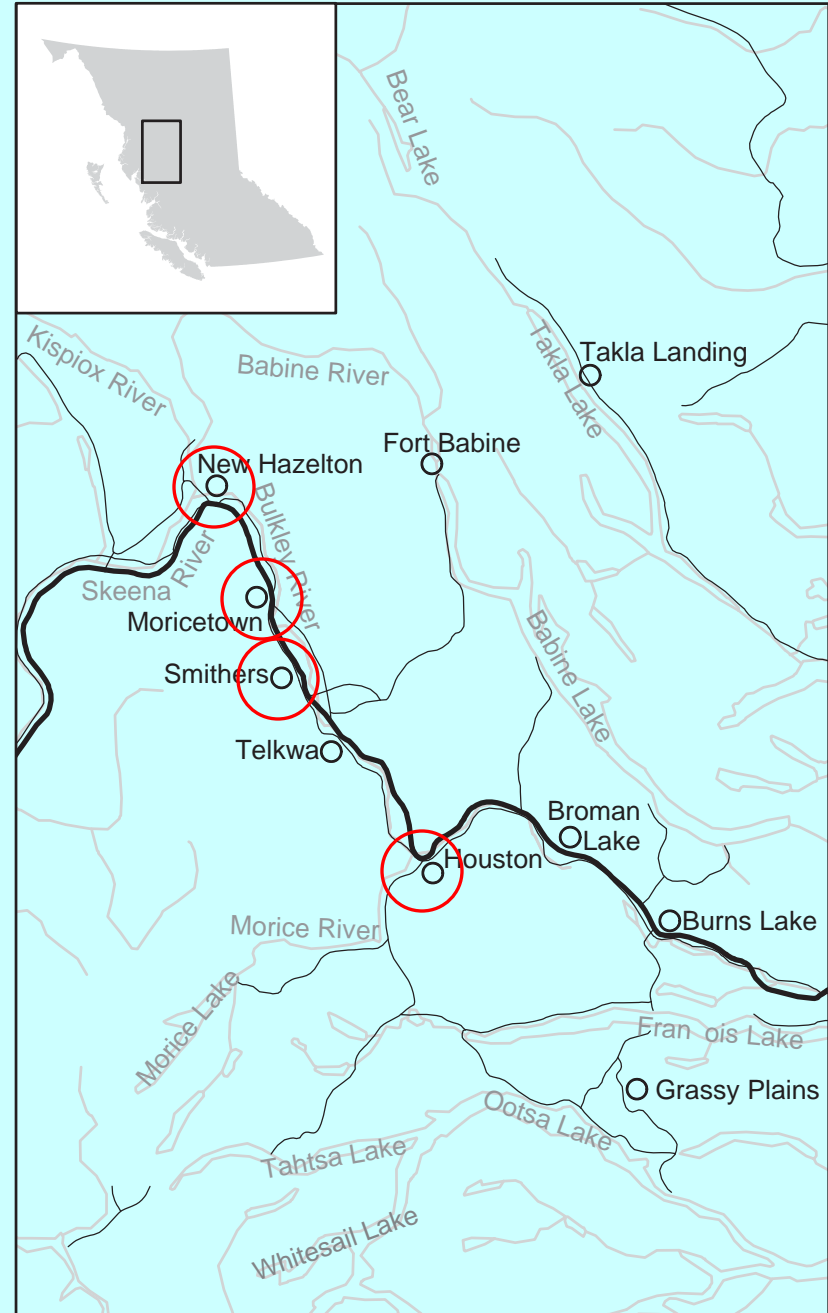 Bear Lake
Kispiox River
Babine River
Takla Lake
Takla Landing
Fort Babine
New Hazelton
Bulkley River
Skeena
River
Moricetown
Smithers
Babine Lake
Telkwa
Broman
Lake
Houston
Morice River
Burns Lake
Morice Lake
Fran ois Lake
Grassy Plains
Ootsa Lake
Tahtsa Lake
Whitesail Lake